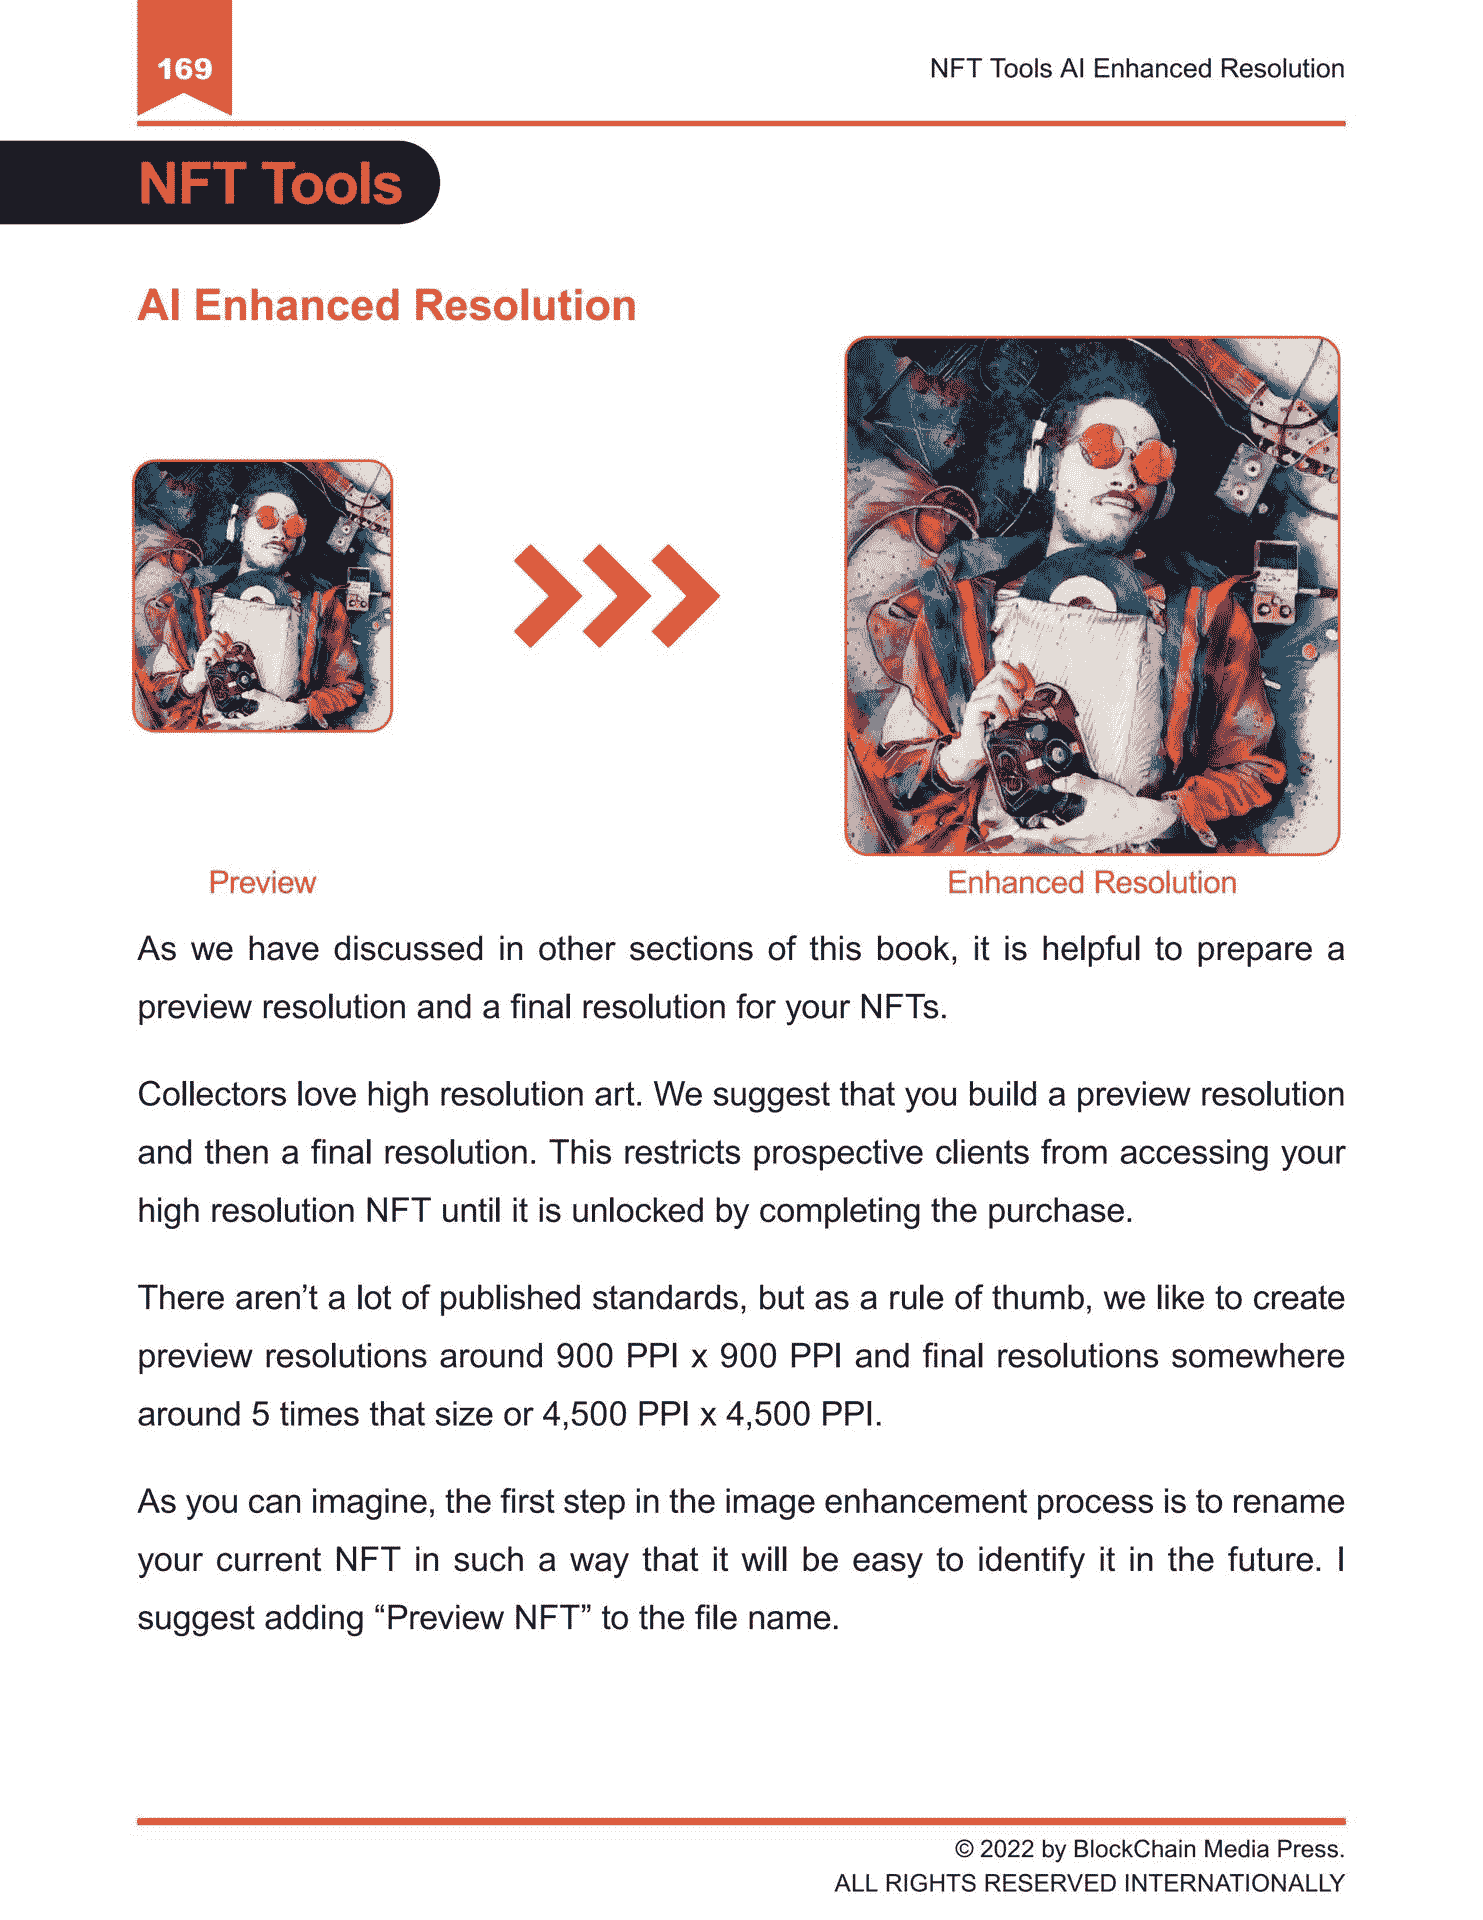 169
NFT Tools AI Enhanced Resolution
NFT Tools
AI Enhanced Resolution
Preview
Enhanced Resolution
As we have discussed in other sections of this book, it is helpful to prepare a
preview resolution and a final resolution for your NFTs.
Collectors love high resolution art. We suggest that you build a preview resolution
and then a final resolution. This restricts prospective clients from accessing your
high resolution NFT until it is unlocked by completing the purchase.
There aren’t a lot of published standards, but as a rule of thumb, we like to create
preview resolutions around 900 PPI x 900 PPI and final resolutions somewhere
around 5 times that size or 4,500 PPI x 4,500 PPI.
As you can imagine, the first step in the image enhancement process is to rename
your current NFT in such a way that it will be easy to identify it in the future. I
suggest adding “Preview NFT” to the file name.
© 2022 by BlockChain Media Press.
ALL RIGHTS RESERVED INTERNATIONALLY